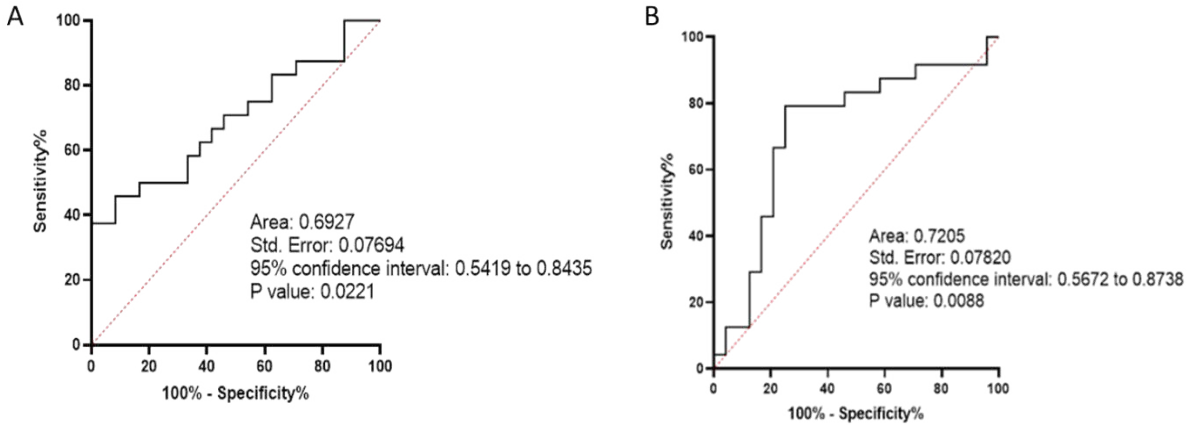 A
100
80
60
40
20
0
Sensitivity%
0 20 40 60 80 100
100% - Specificity%
Area: 0.6927
Std. Error: 0.07694
95% confidence interval: 0.5419 to 0.8435
P value: 0.0221
B
100
80
60
40
20
0
Sensitivity%
0 20 40 60 80 100
100% - Specificity%
Area: 0.7205
Std. Error: 0.07820
95% confidence interval: 0.5672 to 0.8738
P value: 0.0088